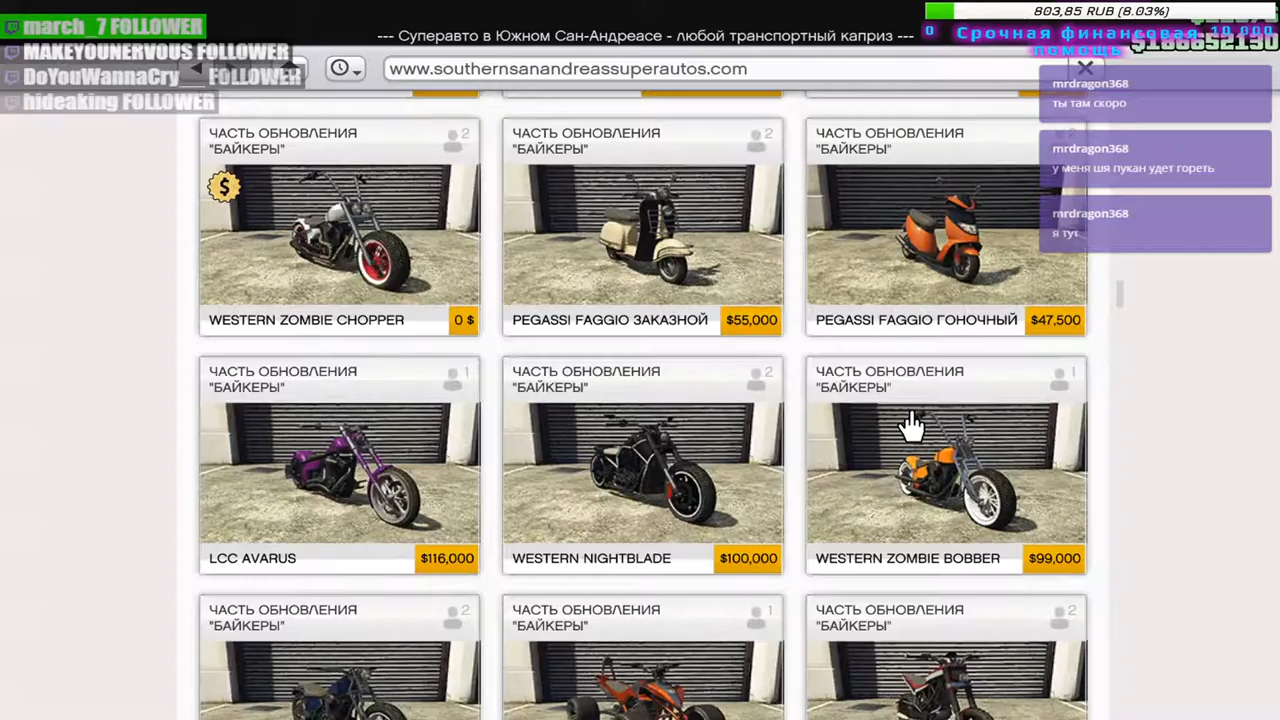 march_7 FOLLOWER
MAKEYOUNERVOUS FOLLOWER
DoYouWannaCry__ FOLLOWER
hideaking FOLLOWER
--- Суперавто в Южном Сан-Андреасе - любой транспортный каприз ---
803,85 RUB (8.03%)
0 Срочная финансовая 10 000
помощь
www.southernsanandreassuperautos.com
mrdragon368
ты там скоро
mrdragon368
у меня шя пукан удет гореть
mrdragon368
я тут
ЧАСТЬ ОБНОВЛЕНИЯ
"БАЙКЕРЫ"
2
WESTERN ZOMBIE CHOPPER
0 $
ЧАСТЬ ОБНОВЛЕНИЯ
"БАЙКЕРЫ"
2
PEGASSI FAGGIO ЗАКАЗНОЙ
$55,000
ЧАСТЬ ОБНОВЛЕНИЯ
"БАЙКЕРЫ"
PEGASSI FAGGIO ГОНОЧНЫЙ
$47,500
ЧАСТЬ ОБНОВЛЕНИЯ
"БАЙКЕРЫ"
1
LCC AVARUS
$116,000
ЧАСТЬ ОБНОВЛЕНИЯ
"БАЙКЕРЫ"
2
WESTERN NIGHTBLADE
$100,000
ЧАСТЬ ОБНОВЛЕНИЯ
"БАЙКЕРЫ"
1
WESTERN ZOMBIE BOBBER
$99,000
ЧАСТЬ ОБНОВЛЕНИЯ
"БАЙКЕРЫ"
2
ЧАСТЬ ОБНОВЛЕНИЯ
"БАЙКЕРЫ"
1
ЧАСТЬ ОБНОВЛЕНИЯ
"БАЙКЕРЫ"
2